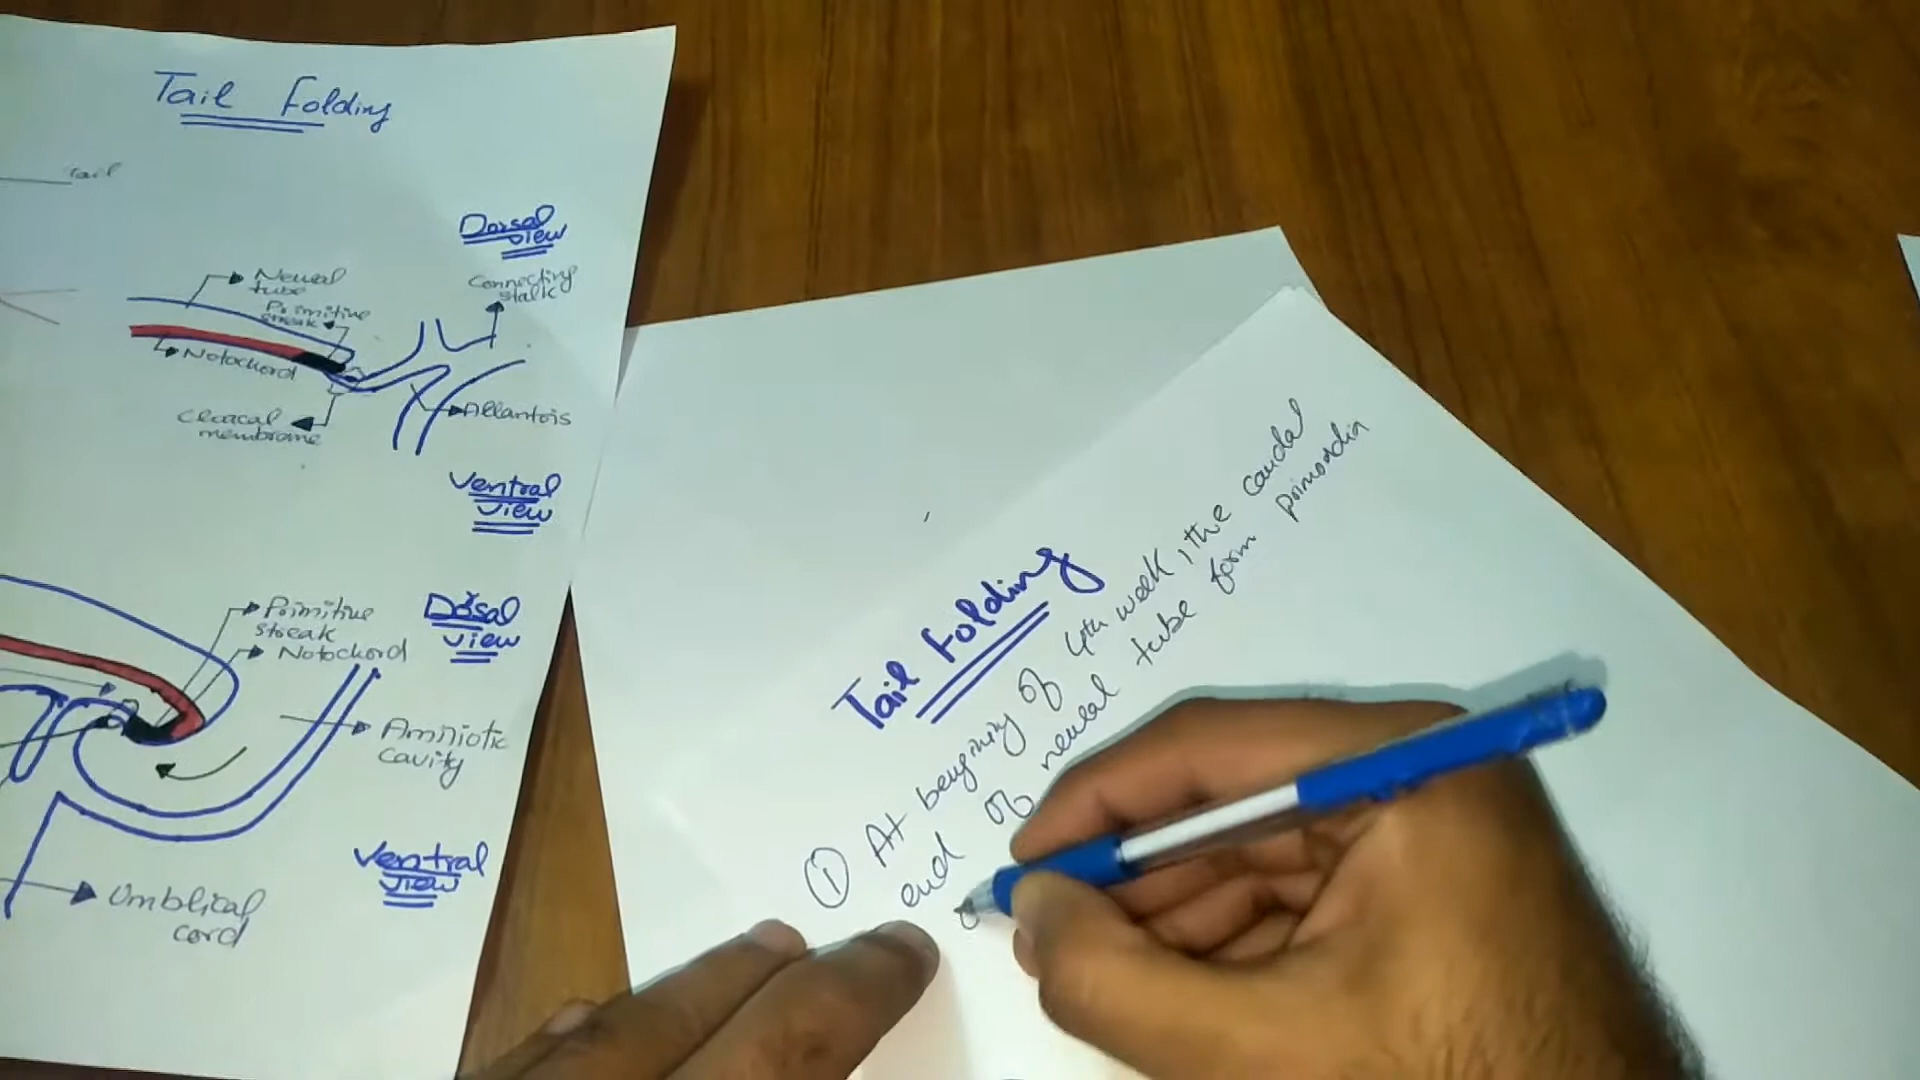 Tail Folding
Tail
Dorsal
view
Neural
tube
Connecting
stalk
Primitive
streak
Notochord
Cloacal
membrane
Allantois
Ventral
view
Primitive
streak
Dorsal
view
Notochord
Amniotic
cavity
Ventral
view
Umblical
cord
Tail Folding
① At begining of 4th week, the caudal
end of neural tube form primordia